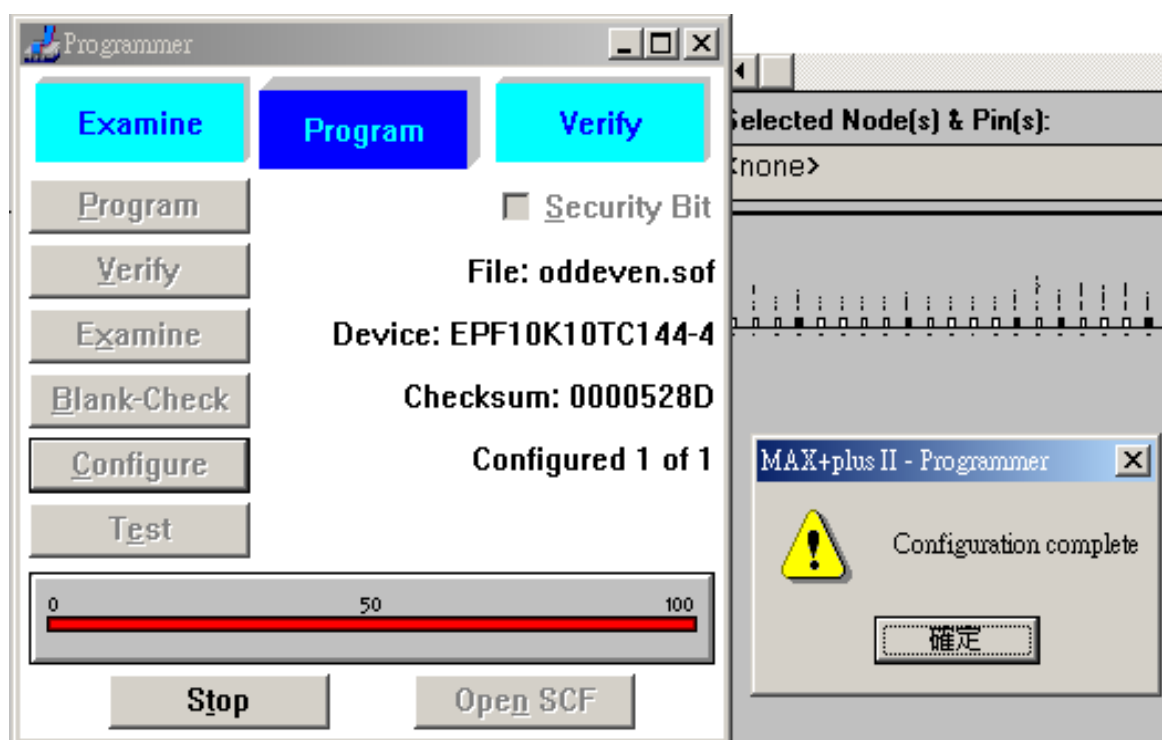 Programmer
Examine
Program
Verify
Program
Security Bit
Verify
File: oddeven.sof
Examine
Device: EPF10K10TC144-4
Blank-Check
Checksum: 0000528D
Configure
Configured 1 of 1
Test
0 50 100
Stop
Open SCF
Selected Node(s) & Pin(s):
<none>
MAX+plus II - Programmer
Configuration complete
確定